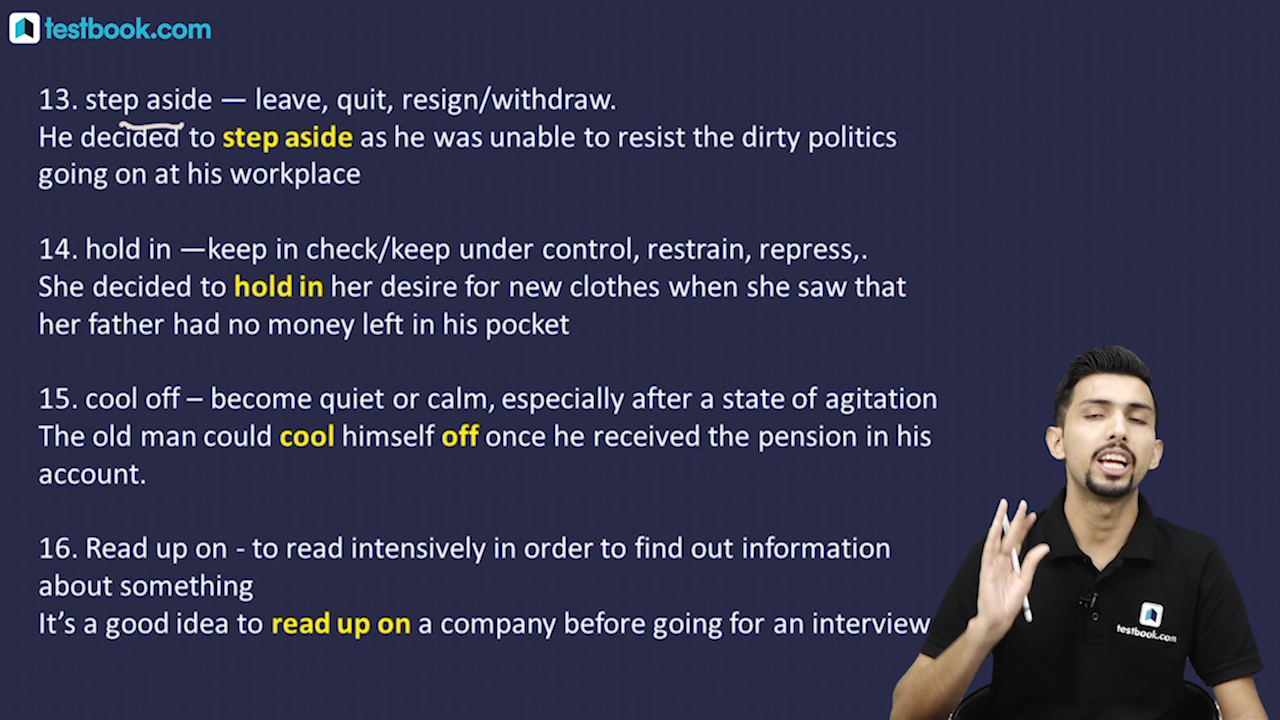 testbook.com
13. step aside — leave, quit, resign/withdraw.
He decided to step aside as he was unable to resist the dirty politics
going on at his workplace
14. hold in —keep in check/keep under control, restrain, repress,.
She decided to hold in her desire for new clothes when she saw that
her father had no money left in his pocket
15. cool off – become quiet or calm, especially after a state of agitation
The old man could cool himself off once he received the pension in his
account.
16. Read up on - to read intensively in order to find out information
about something
It’s a good idea to read up on a company before going for an interview
testbook.com